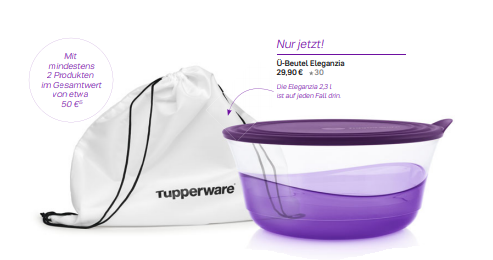 Mit
mindestens
2 Produkten
im Gesamtwert
von etwa
50 €⁵
Nur jetzt!
Ü-Beutel Eleganzia
29,90 € ★30
Die Eleganzia 2,3 l
ist auf jeden Fall drin.
Tupperware